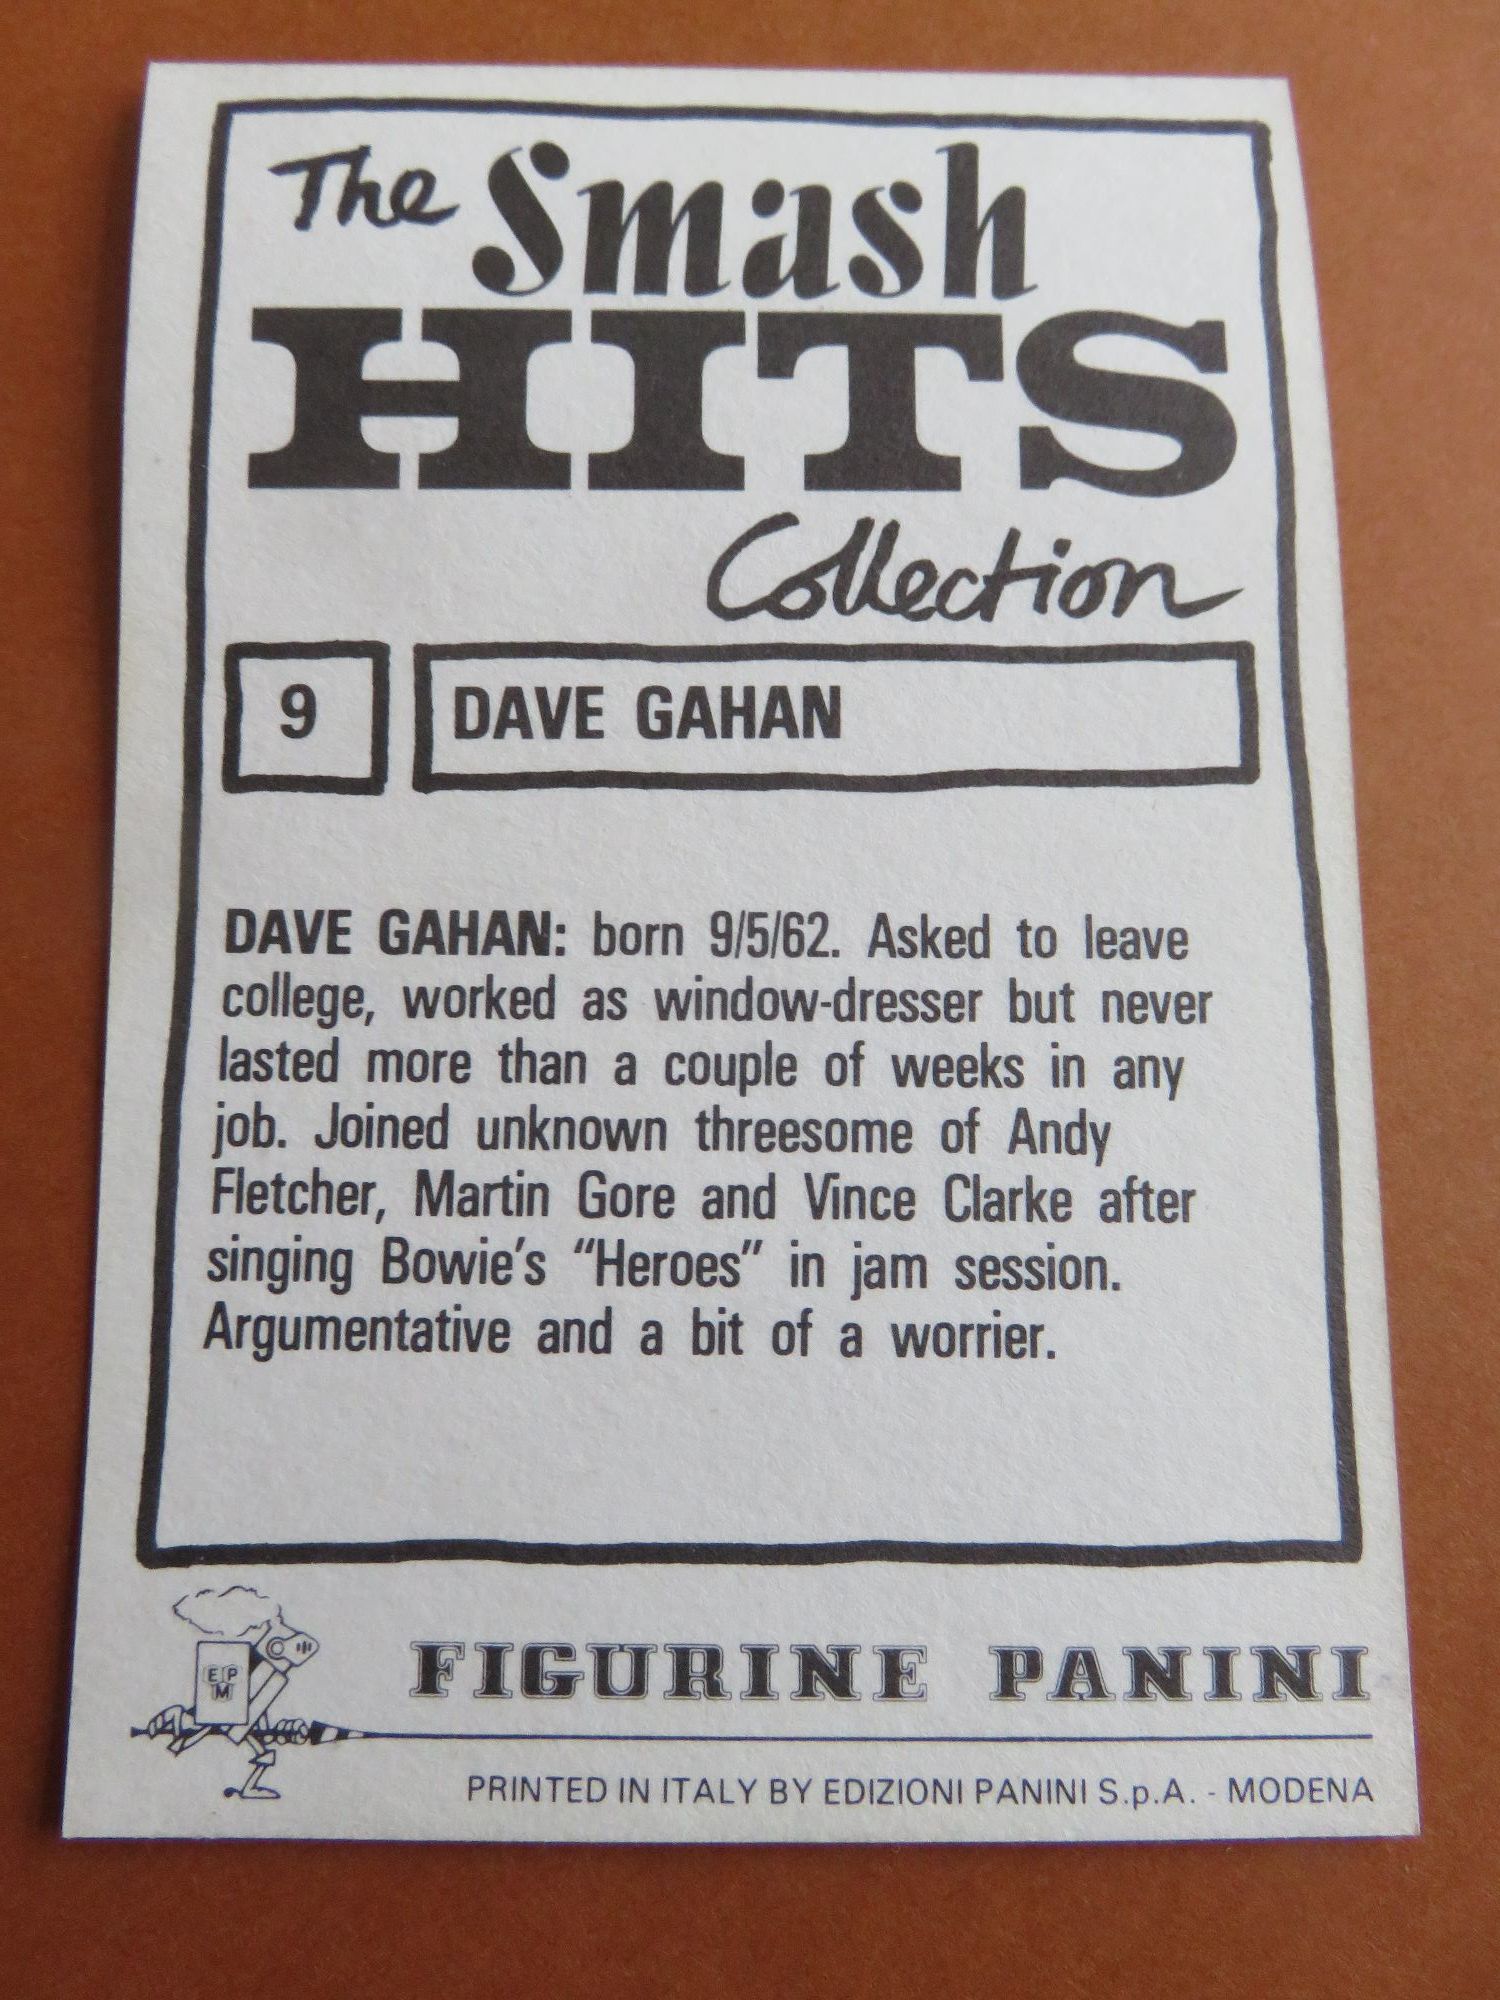 The Smash
HITS
Collection
9 DAVE GAHAN
DAVE GAHAN: born 9/5/62. Asked to leave
college, worked as window-dresser but never
lasted more than a couple of weeks in any
job. Joined unknown threesome of Andy
Fletcher, Martin Gore and Vince Clarke after
singing Bowie's "Heroes" in jam session.
Argumentative and a bit of a worrier.
EP
M
FIGURINE PANINI
PRINTED IN ITALY BY EDIZIONI PANINI S.p.A. - MODENA